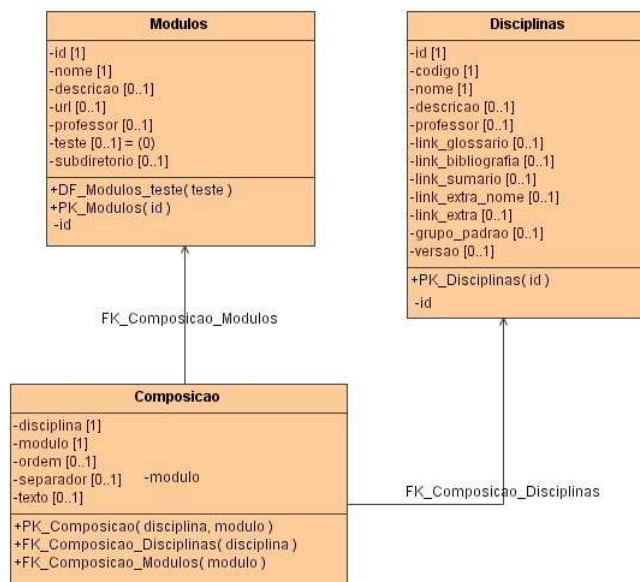 Modulos
-id [1]
-nome [1]
-descricao [0..1]
-url [0..1]
-professor [0..1]
-teste [0..1] = (0)
-subdiretorio [0..1]
+DF_Modulos_teste( teste )
+PK_Modulos( id )
-id
Disciplinas
-id [1]
-codigo [1]
-nome [1]
-descricao [0..1]
-professor [0..1]
-link_glossario [0..1]
-link_bibliografia [0..1]
-link_sumario [0..1]
-link_extra_nome [0..1]
-link_extra [0..1]
-grupo_padrao [0..1]
-versao [0..1]
+PK_Disciplinas( id )
-id
FK_Composicao_Modulos
Composicao
-disciplina [1]
-modulo [1]
-ordem [0..1]
-separador [0..1]
-modulo
-texto [0..1]
+PK_Composicao( disciplina, modulo )
+FK_Composicao_Disciplinas( disciplina )
+FK_Composicao_Modulos( modulo )
FK_Composicao_Disciplinas